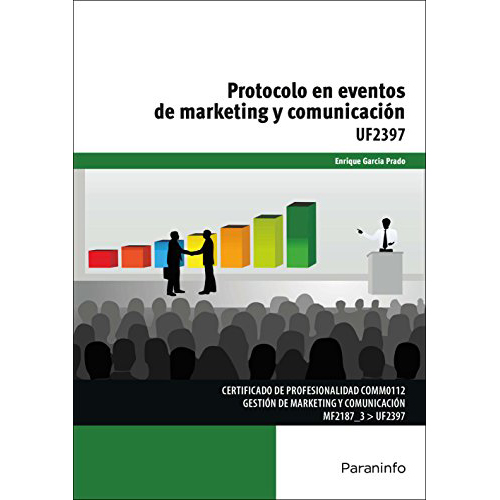 Protocolo en eventos
de marketing y comunicación
UF2397
Enrique García Prado
CERTIFICADO DE PROFESIONALIDAD COMM0112
GESTIÓN DE MARKETING Y COMUNICACIÓN
MF2187_3 > UF2397
Paraninfo